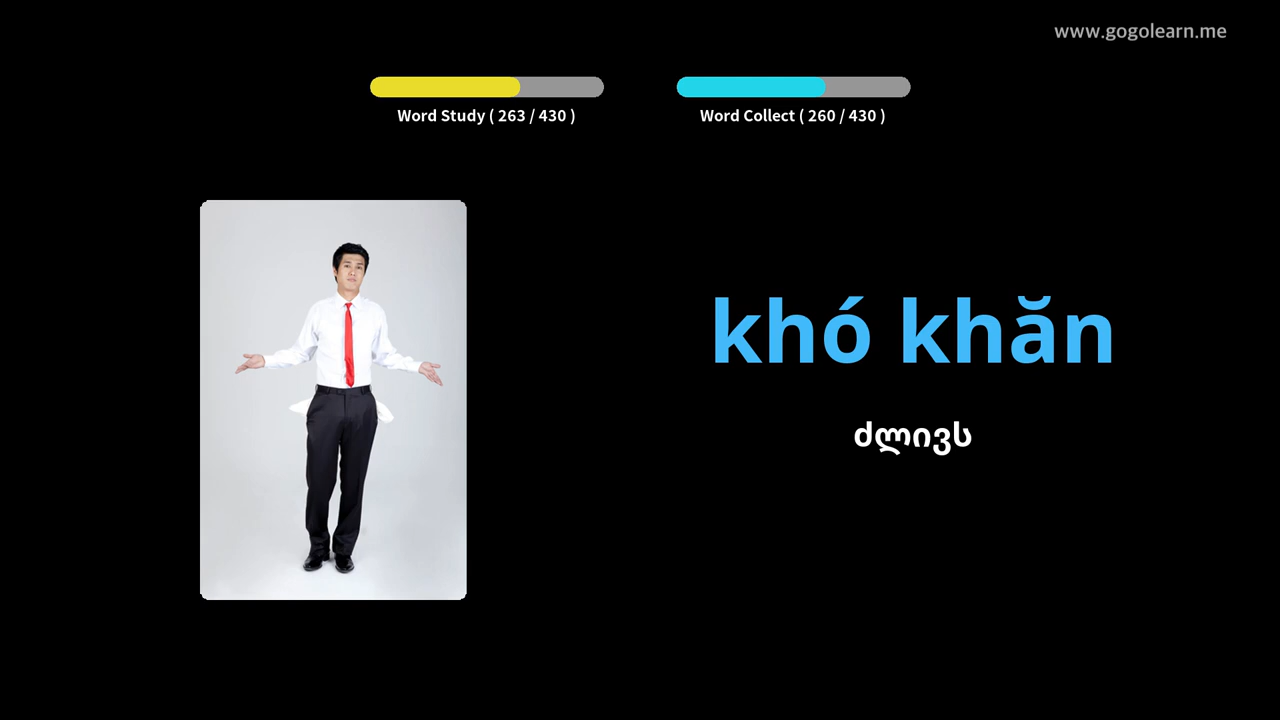 www.gogolearn.me
Word Study ( 263 / 430 )
Word Collect ( 260 / 430 )
khó khăn
ძლივს